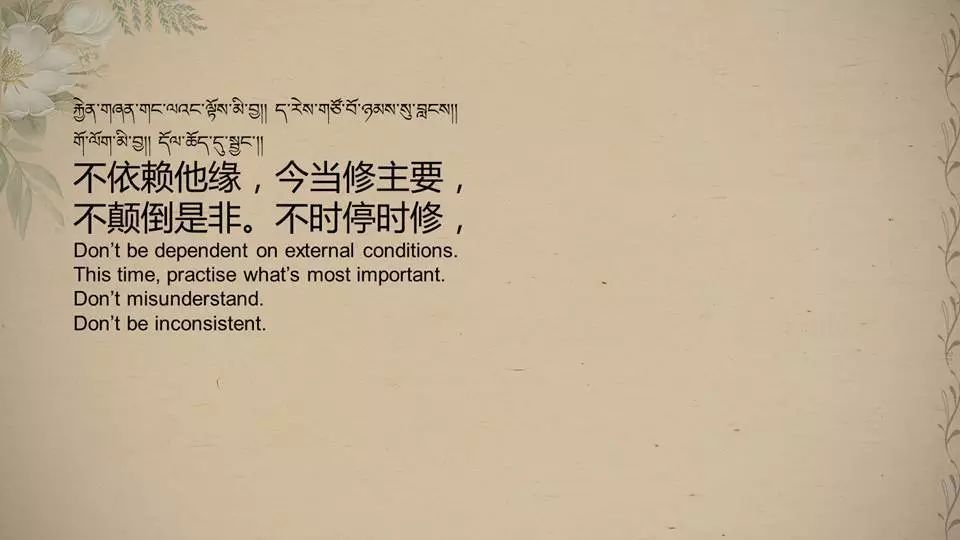 རྐྱེན་གཞན་གང་ལའང་ལྟོས་མི་བྱ།། ད་རེས་གཙོ་བོ་ཉམས་སུ་བླངས།།
གོ་ལོག་མི་བྱ།། དོལ་ཆོད་དུ་སྦྱང་།།
不依赖他缘，今当修主要，
不颠倒是非。不时停时修，
Don’t be dependent on external conditions.
This time, practise what’s most important.
Don’t misunderstand.
Don’t be inconsistent.